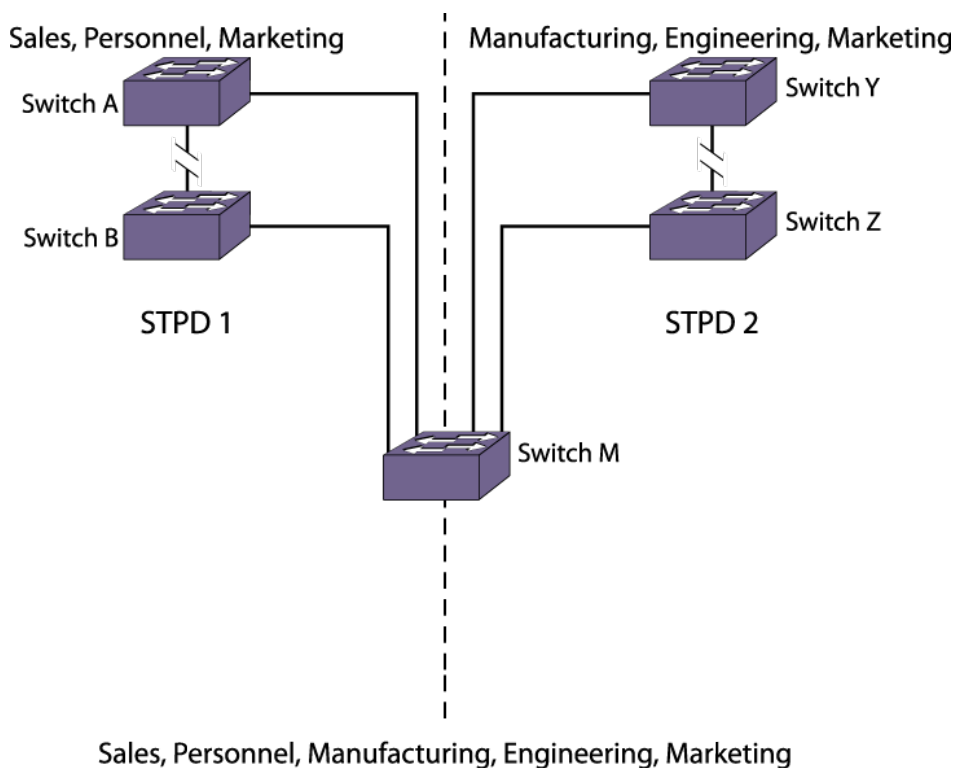 Sales, Personnel, Marketing
Manufacturing, Engineering, Marketing
Switch A
Switch Y
Switch B
Switch Z
STPD 1
STPD 2
Switch M
Sales, Personnel, Manufacturing, Engineering, Marketing